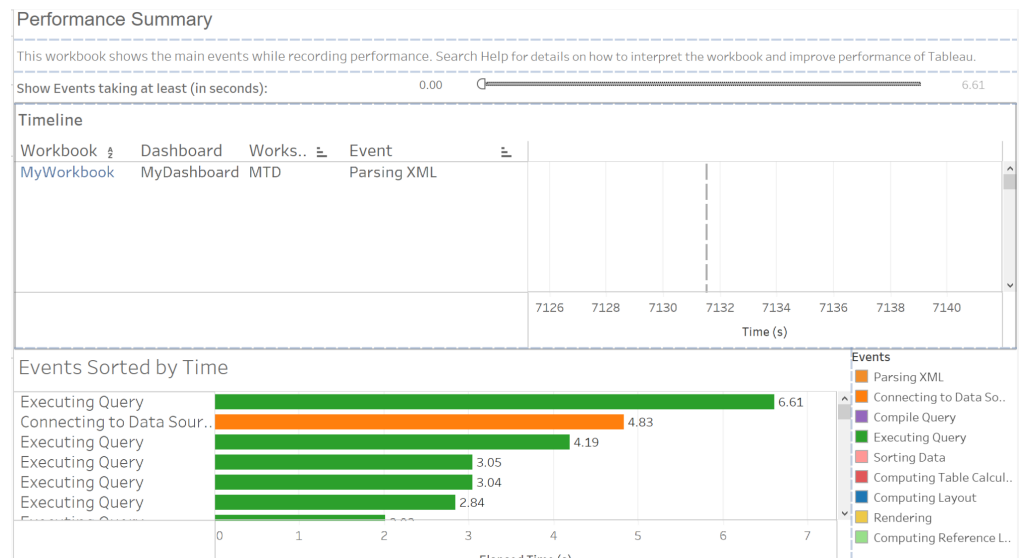 Performance Summary
This workbook shows the main events while recording performance. Search Help for details on how to interpret the workbook and improve performance of Tableau.
Show Events taking at least (in seconds): 0.00 6.61
Timeline
Workbook Dashboard Works.. Event
MyWorkbook MyDashboard MTD Parsing XML
7126 7128 7130 7132 7134 7136 7138 7140
Time (s)
Events Sorted by Time
Executing Query 6.61
Connecting to Data Sour.. 4.83
Executing Query 4.19
Executing Query 3.05
Executing Query 3.04
Executing Query 2.84
0 1 2 3 4 5 6 7
Elapsed Time (s)
Events
Parsing XML
Connecting to Data So..
Compile Query
Executing Query
Sorting Data
Computing Table Calcul..
Computing Layout
Rendering
Computing Reference L..